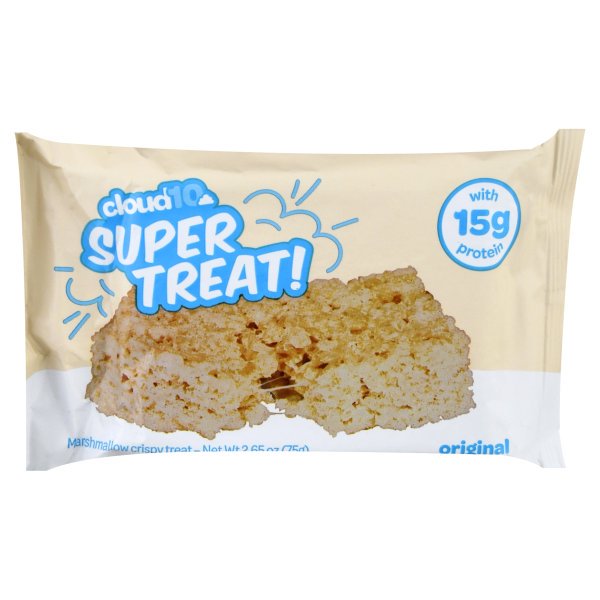 cloud10
SUPER
TREAT!
with
15g
protein
Marshmallow crispy treat – Net Wt 2.65 oz (75g)
original